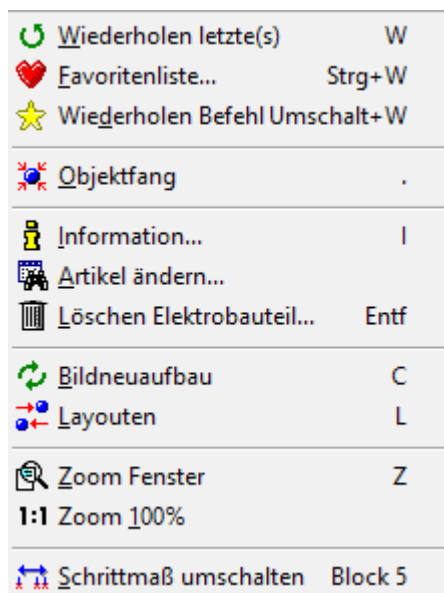 Wiederholen letzte(s) W
Favoritenliste... Strg+W
Wiederholen Befehl Umschalt+W
Objektfang .
Information... I
Artikel ändern...
Löschen Elektrobauteil... Entf
Bildneuaufbau C
Layouten L
Zoom Fenster Z
1:1 Zoom 100%
Schrittmaß umschalten Block 5